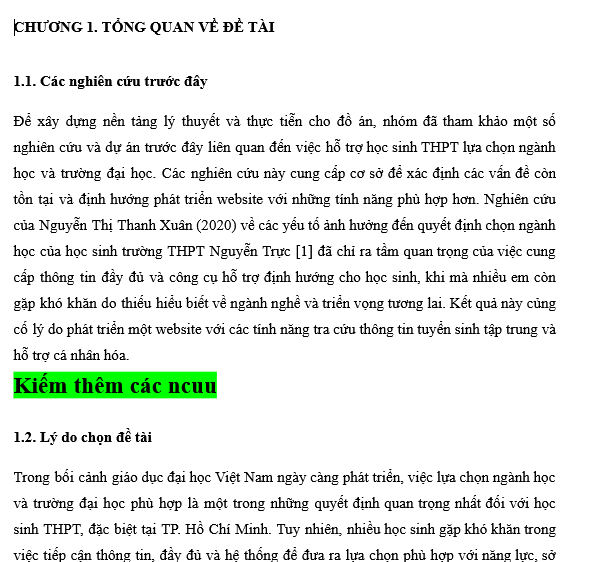 CHƯƠNG 1. TỔNG QUAN VỀ ĐỀ TÀI
1.1. Các nghiên cứu trước đây
Để xây dựng nền tảng lý thuyết và thực tiễn cho đồ án, nhóm đã tham khảo một số
nghiên cứu và dự án trước đây liên quan đến việc hỗ trợ học sinh THPT lựa chọn ngành
học và trường đại học. Các nghiên cứu này cung cấp cơ sở để xác định các vấn đề còn
tồn tại và định hướng phát triển website với những tính năng phù hợp hơn. Nghiên cứu
của Nguyễn Thị Thanh Xuân (2020) về các yếu tố ảnh hưởng đến quyết định chọn ngành
học của học sinh trường THPT Nguyễn Trực [1] đã chỉ ra tầm quan trọng của việc cung
cấp thông tin đầy đủ và công cụ hỗ trợ định hướng cho học sinh, khi mà nhiều em còn
gặp khó khăn do thiếu hiểu biết về ngành nghề và triển vọng tương lai. Kết quả này củng
cố lý do phát triển một website với các tính năng tra cứu thông tin tuyển sinh tập trung và
hỗ trợ cá nhân hóa.
Kiếm thêm các ncuu
1.2. Lý do chọn đề tài
Trong bối cảnh giáo dục đại học Việt Nam ngày càng phát triển, việc lựa chọn ngành học
và trường đại học phù hợp là một trong những quyết định quan trọng nhất đối với học
sinh THPT, đặc biệt tại TP. Hồ Chí Minh. Tuy nhiên, nhiều học sinh gặp khó khăn trong
việc tiếp cận thông tin, đầy đủ và hệ thống để đưa ra lựa chọn phù hợp với năng lực, sở